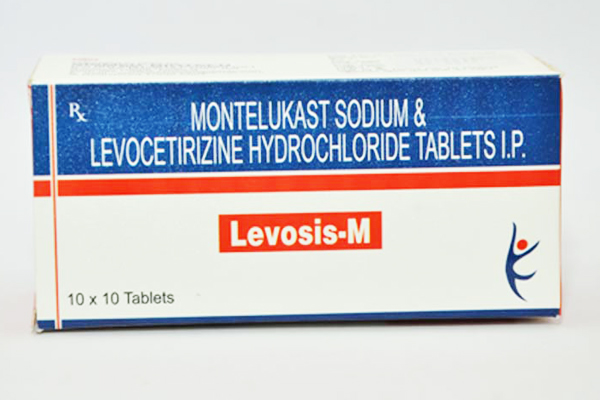 Rx
MONTELUKAST SODIUM &
LEVOCETIRIZINE HYDROCHLORIDE TABLETS I.P.
Levosis-M
10 x 10 Tablets